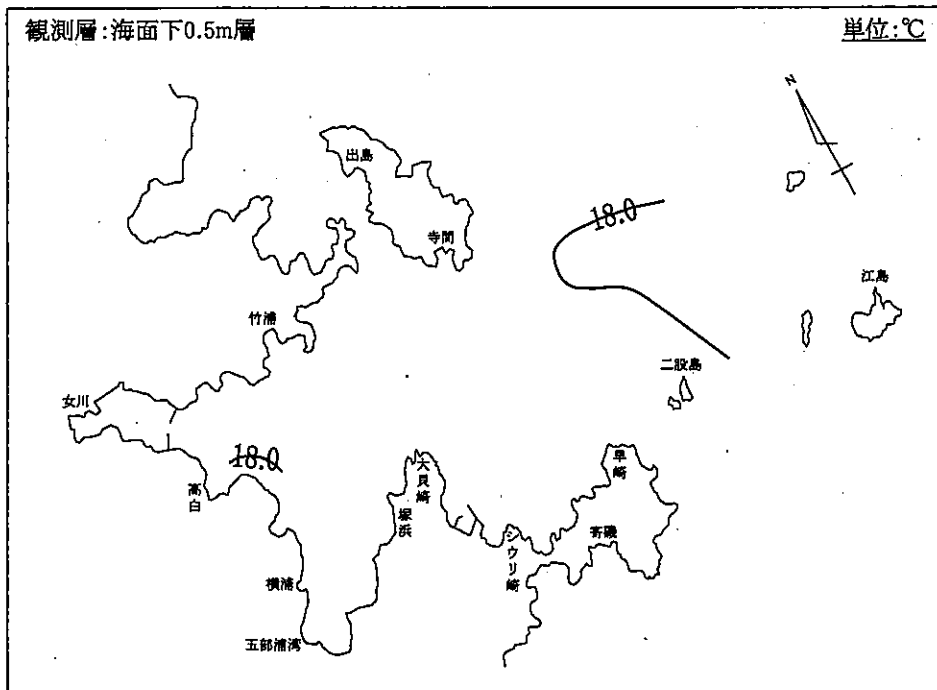 観測層:海面下0.5m層
単位:℃
N
出島
18.0
寺間
江島
竹浦
二股島
女川
18.0
高白
大貝崎
早崎
塚浜
寄磯
シウリ崎
横浦
五部浦湾